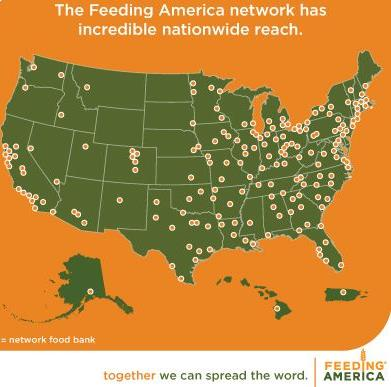 The Feeding America network has
incredible nationwide reach.
= network food bank
together we can spread the word.
FEEDING
AMERICA